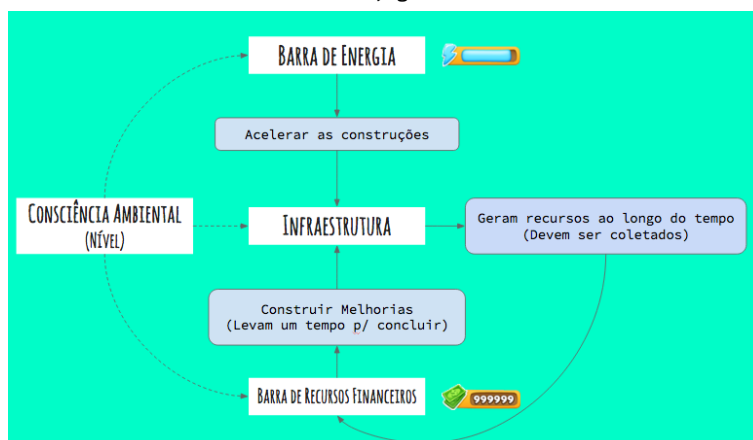 BARRA DE ENERGIA
Acelerar as construções
CONSCIÊNCIA AMBIENTAL
(NÍVEL)
INFRAESTRUTURA
Geram recursos ao longo do tempo
(Devem ser coletados)
Construir Melhorias
(Levam um tempo p/ concluir)
BARRA DE RECURSOS FINANCEIROS
999999